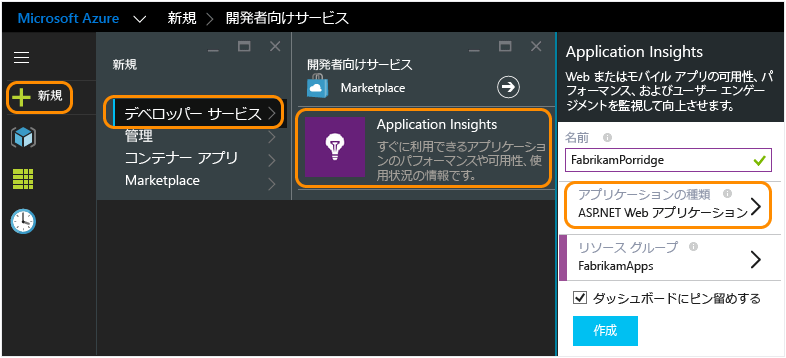 Microsoft Azure 新規 > 開発者向けサービス
新規
新規
デベロッパー サービス
管理
コンテナー アプリ
Marketplace
開発者向けサービス
Marketplace
Application Insights
すぐに利用できるアプリケーショ
ンのパフォーマンスや可用性、使
用状況の情報です。
Application Insights
Web またはモバイル アプリの可用性、パ
フォーマンス、およびユーザー エンゲー
ジメントを監視して向上させます。
名前
FabrikamPorridge
アプリケーションの種類
ASP.NET Web アプリケーション
リソース グループ
FabrikamApps
ダッシュボードにピン留めする
作成